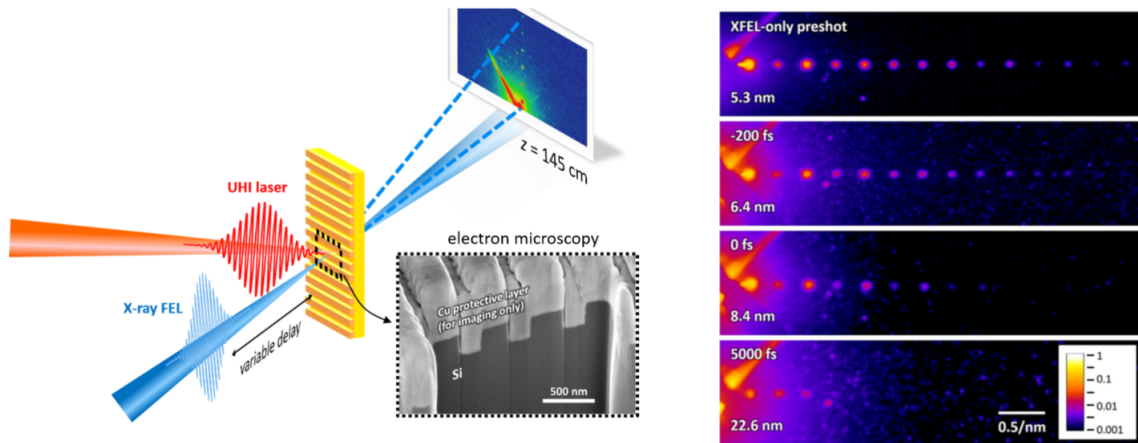 UHI laser
X-ray FEL
variable delay
z = 145 cm
electron microscopy
Cu protective layer
(for imaging only)
Si
500 nm
XFEL-only preshot
5.3 nm
-200 fs
6.4 nm
0 fs
8.4 nm
5000 fs
22.6 nm
0.5/nm
1
0.1
0.01
0.001